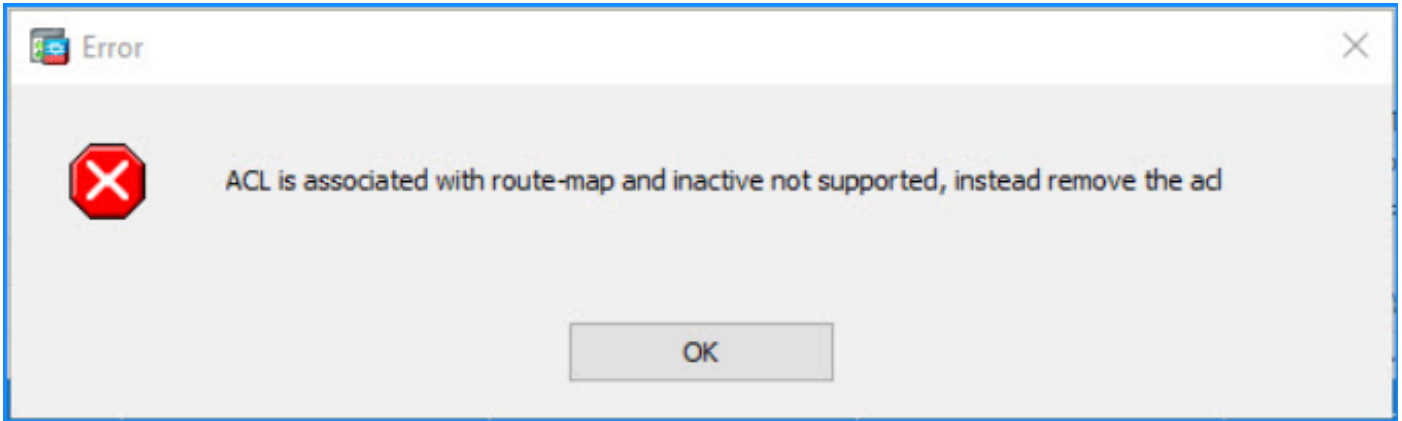 Error
ACL is associated with route-map and inactive not supported, instead remove the acl
OK